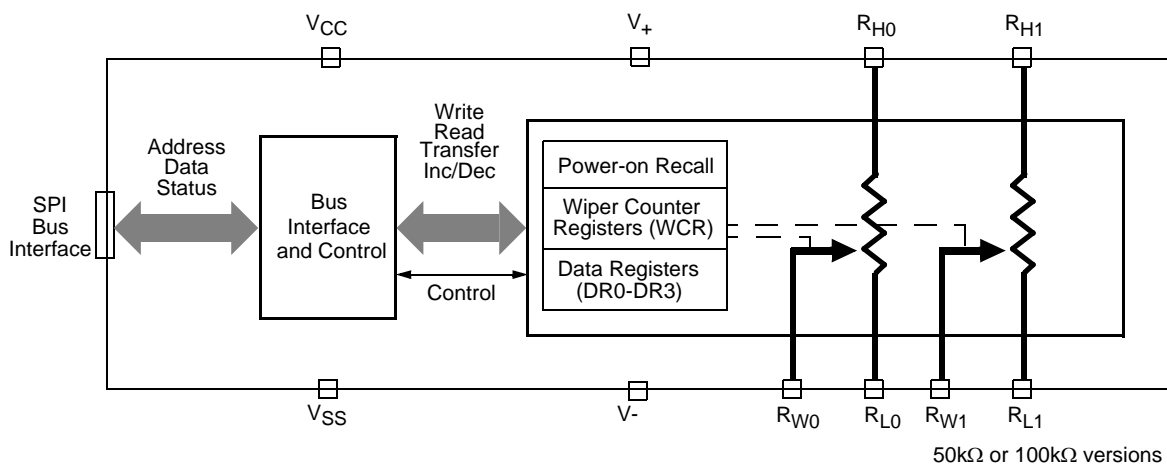 VCC
V+
RH0
RH1
Write
Read
Transfer
Inc/Dec
Address
Data
Status
SPI
Bus
Interface
Bus
Interface
and Control
Control
Power-on Recall
Wiper Counter
Registers (WCR)
Data Registers
(DR0-DR3)
VSS
V-
RW0
RL0
RW1
RL1
50kΩ or 100kΩ versions